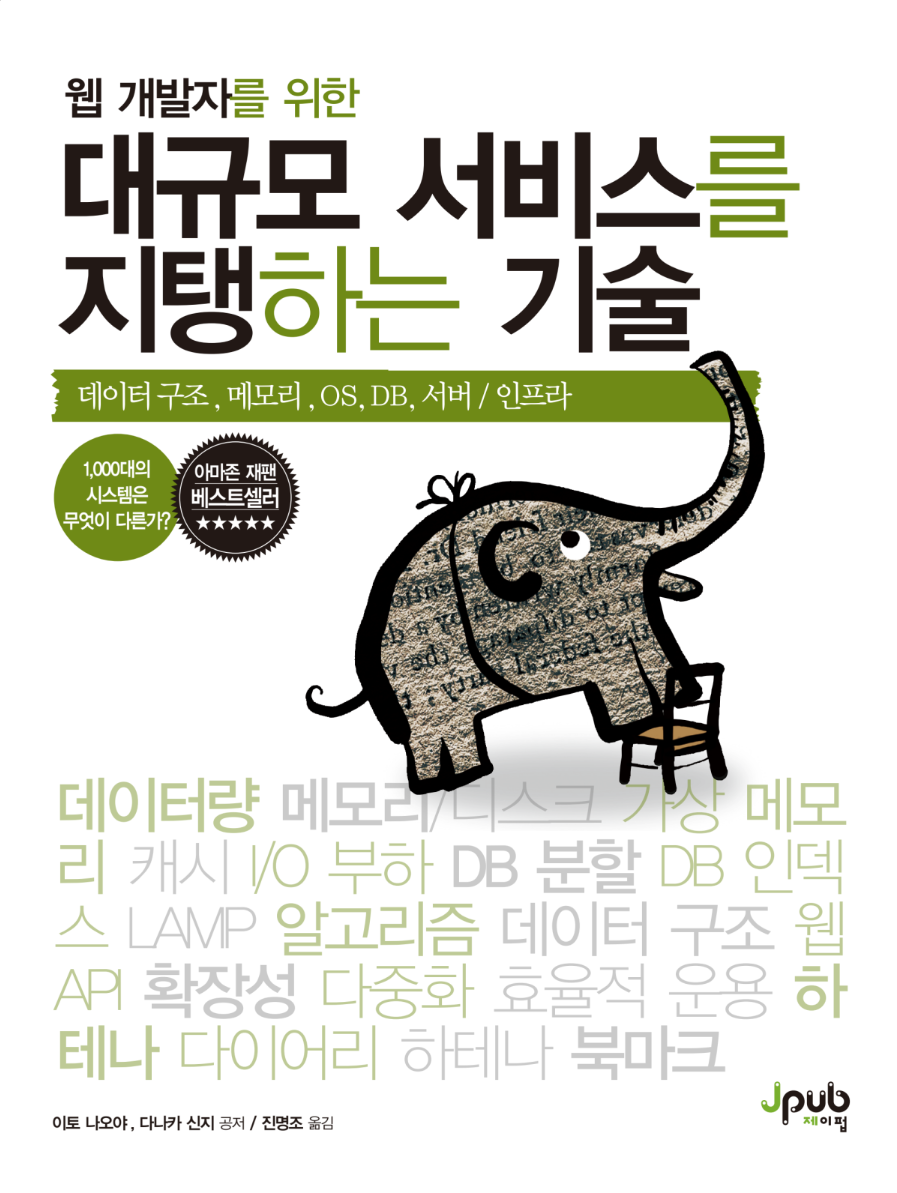 웹 개발자를 위한
대규모 서비스를
지탱하는 기술
데이터 구조, 메모리, OS, DB, 서버 / 인프라
1,000대의
시스템은
무엇이 다른가?
아마존 재팬
베스트셀러
★★★★★
데이터량 메모리/디스크 가상 메모
리 캐시 I/O 부하 DB 분할 DB 인덱
스 LAMP 알고리즘 데이터 구조 웹
API 확장성 다중화 효율적 운용 하
테나 다이어리 하테나 북마크
이토 나오야, 다나카 신지 공저 / 진명조 옮김
Jpub
제이펍